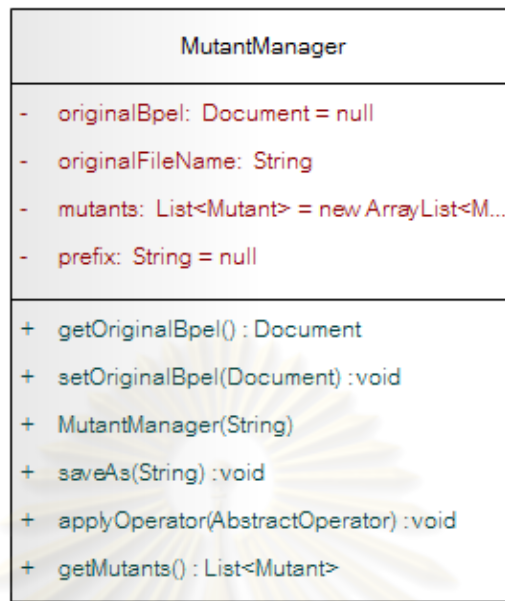 MutantManager
- originalBpel: Document = null
- originalFileName: String
- mutants: List<Mutant> = new ArrayList<M...
- prefix: String = null
+ getOriginalBpel() : Document
+ setOriginalBpel(Document) : void
+ MutantManager(String)
+ saveAs(String) : void
+ applyOperator(AbstractOperator) : void
+ getMutants() : List<Mutant>